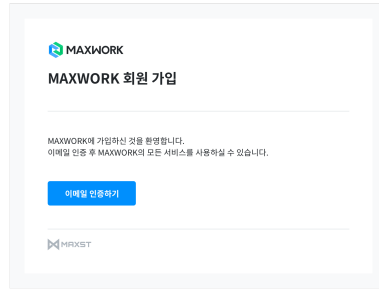 MAXWORK
MAXWORK 회원 가입
MAXWORK에 가입하신 것을 환영합니다.
이메일 인증 후 MAXWORK의 모든 서비스를 사용하실 수 있습니다.
이메일 인증하기
MAXST